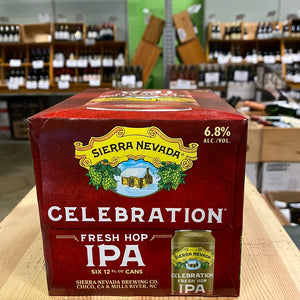 6.8%
ALC./VOL.
SIERRA NEVADA
CELEBRATION
FRESH HOP
IPA
SIX 12 FL.OZ. CANS
SIERRA NEVADA BREWING CO.
CHICO, CA & MILLS RIVER, NC
SIERRA NEVADA
CELEBRATION
FRESH HOP
IPA